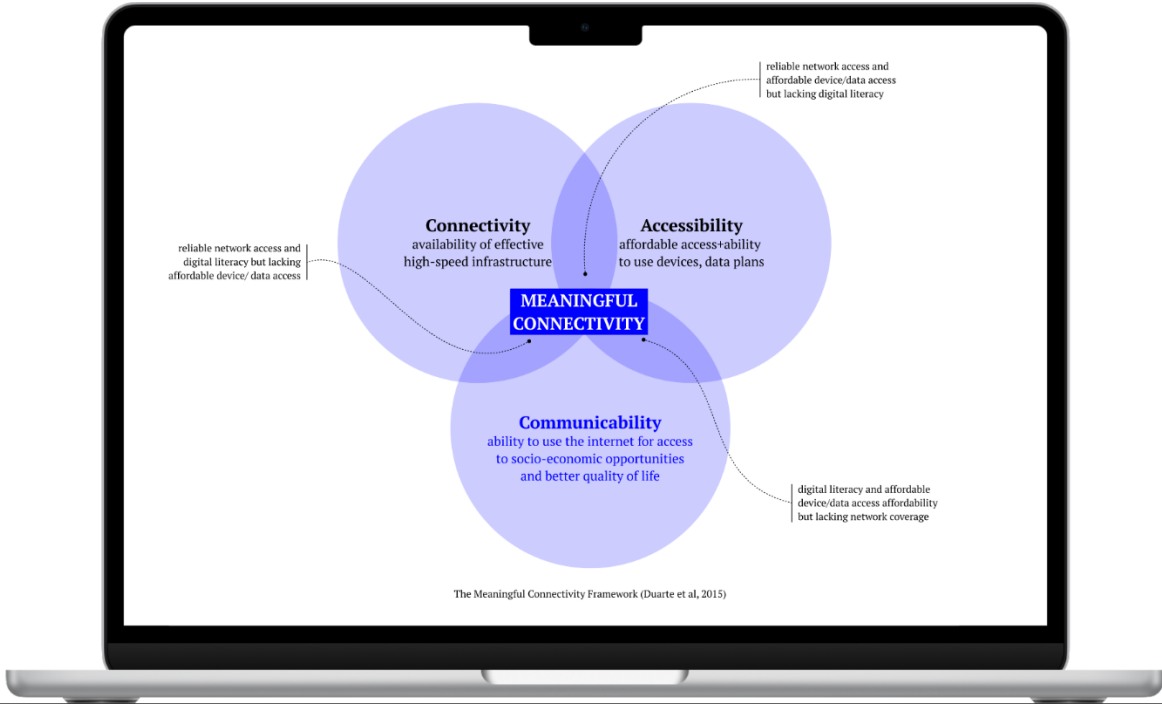 reliable network access and
affordable device/data access
but lacking digital literacy
Connectivity
availability of effective
high-speed infrastructure
Accessibility
affordable access+ability
to use devices, data plans
reliable network access and
digital literacy but lacking
affordable device/ data access
MEANINGFUL
CONNECTIVITY
Communicability
ability to use the internet for access
to socio-economic opportunities
and better quality of life
digital literacy and affordable
device/data access affordability
but lacking network coverage
The Meaningful Connectivity Framework (Duarte et al, 2015)